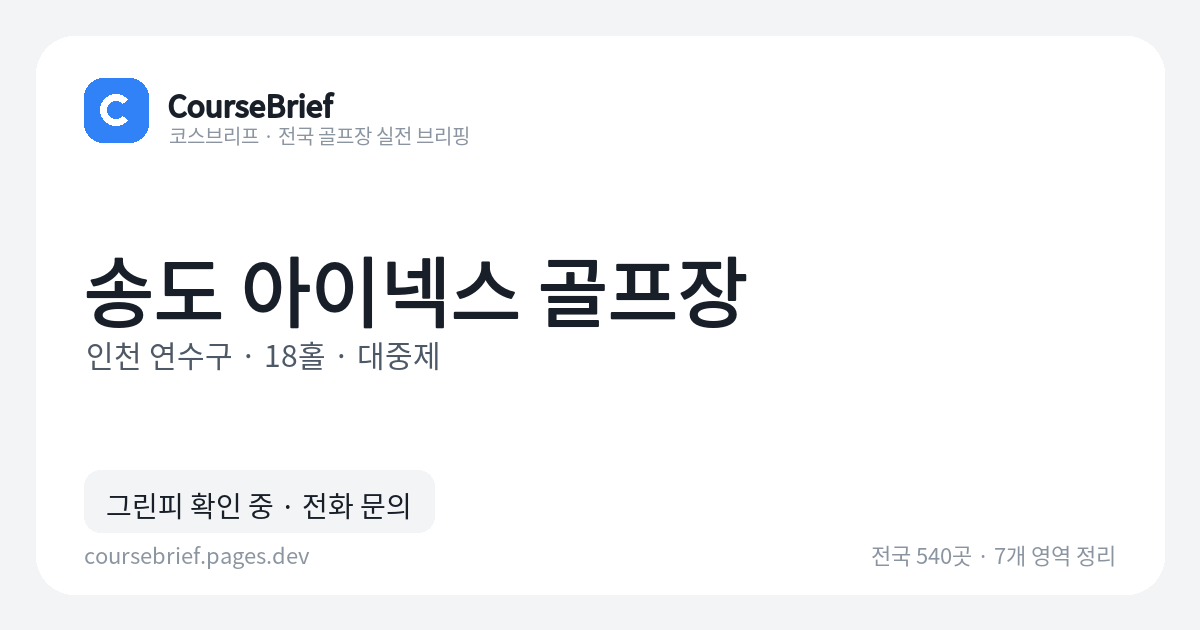 C
CourseBrief
코스브리프 · 전국 골프장 실전 브리핑
송도 아이넥스 골프장
인천 연수구 · 18홀 · 대중제
그린피 확인 중 · 전화 문의
coursebrief.pages.dev
전국 540곳 · 7개 영역 정리